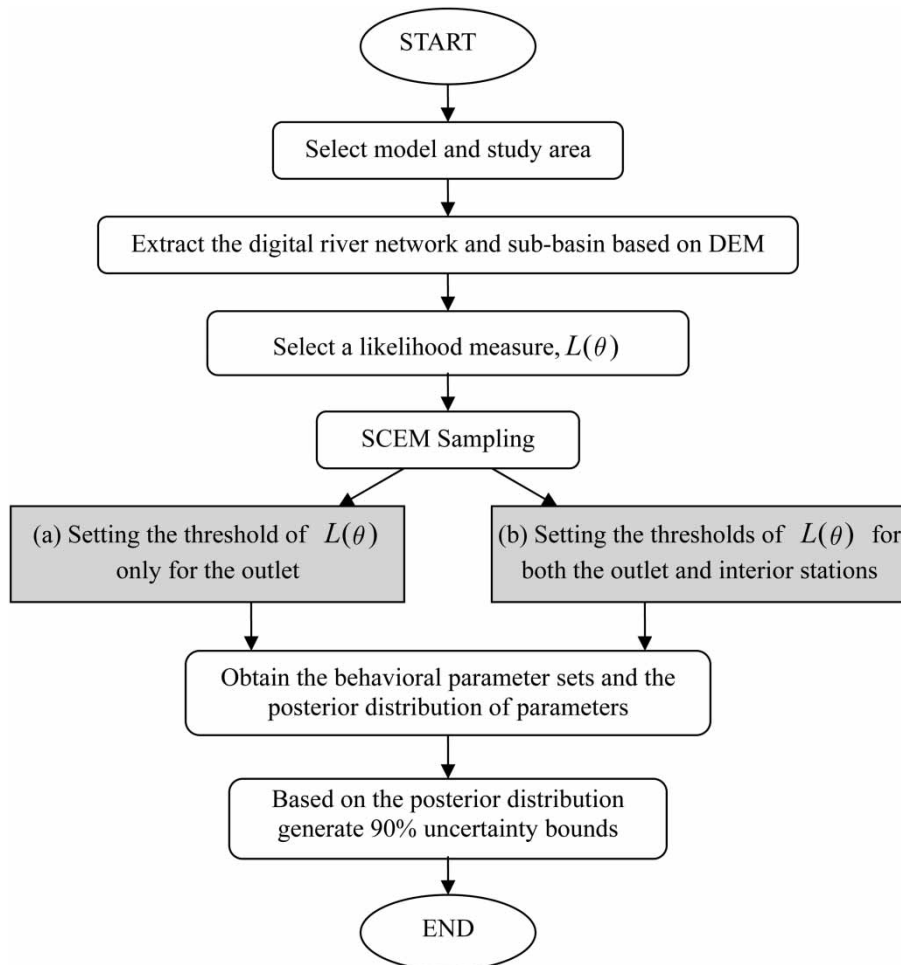 START
Select model and study area
Extract the digital river network and sub-basin based on DEM
Select a likelihood measure, L(θ)
SCEM Sampling
(a) Setting the threshold of L(θ)
only for the outlet
(b) Setting the thresholds of L(θ) for
both the outlet and interior stations
Obtain the behavioral parameter sets and the
posterior distribution of parameters
Based on the posterior distribution
generate 90% uncertainty bounds
END